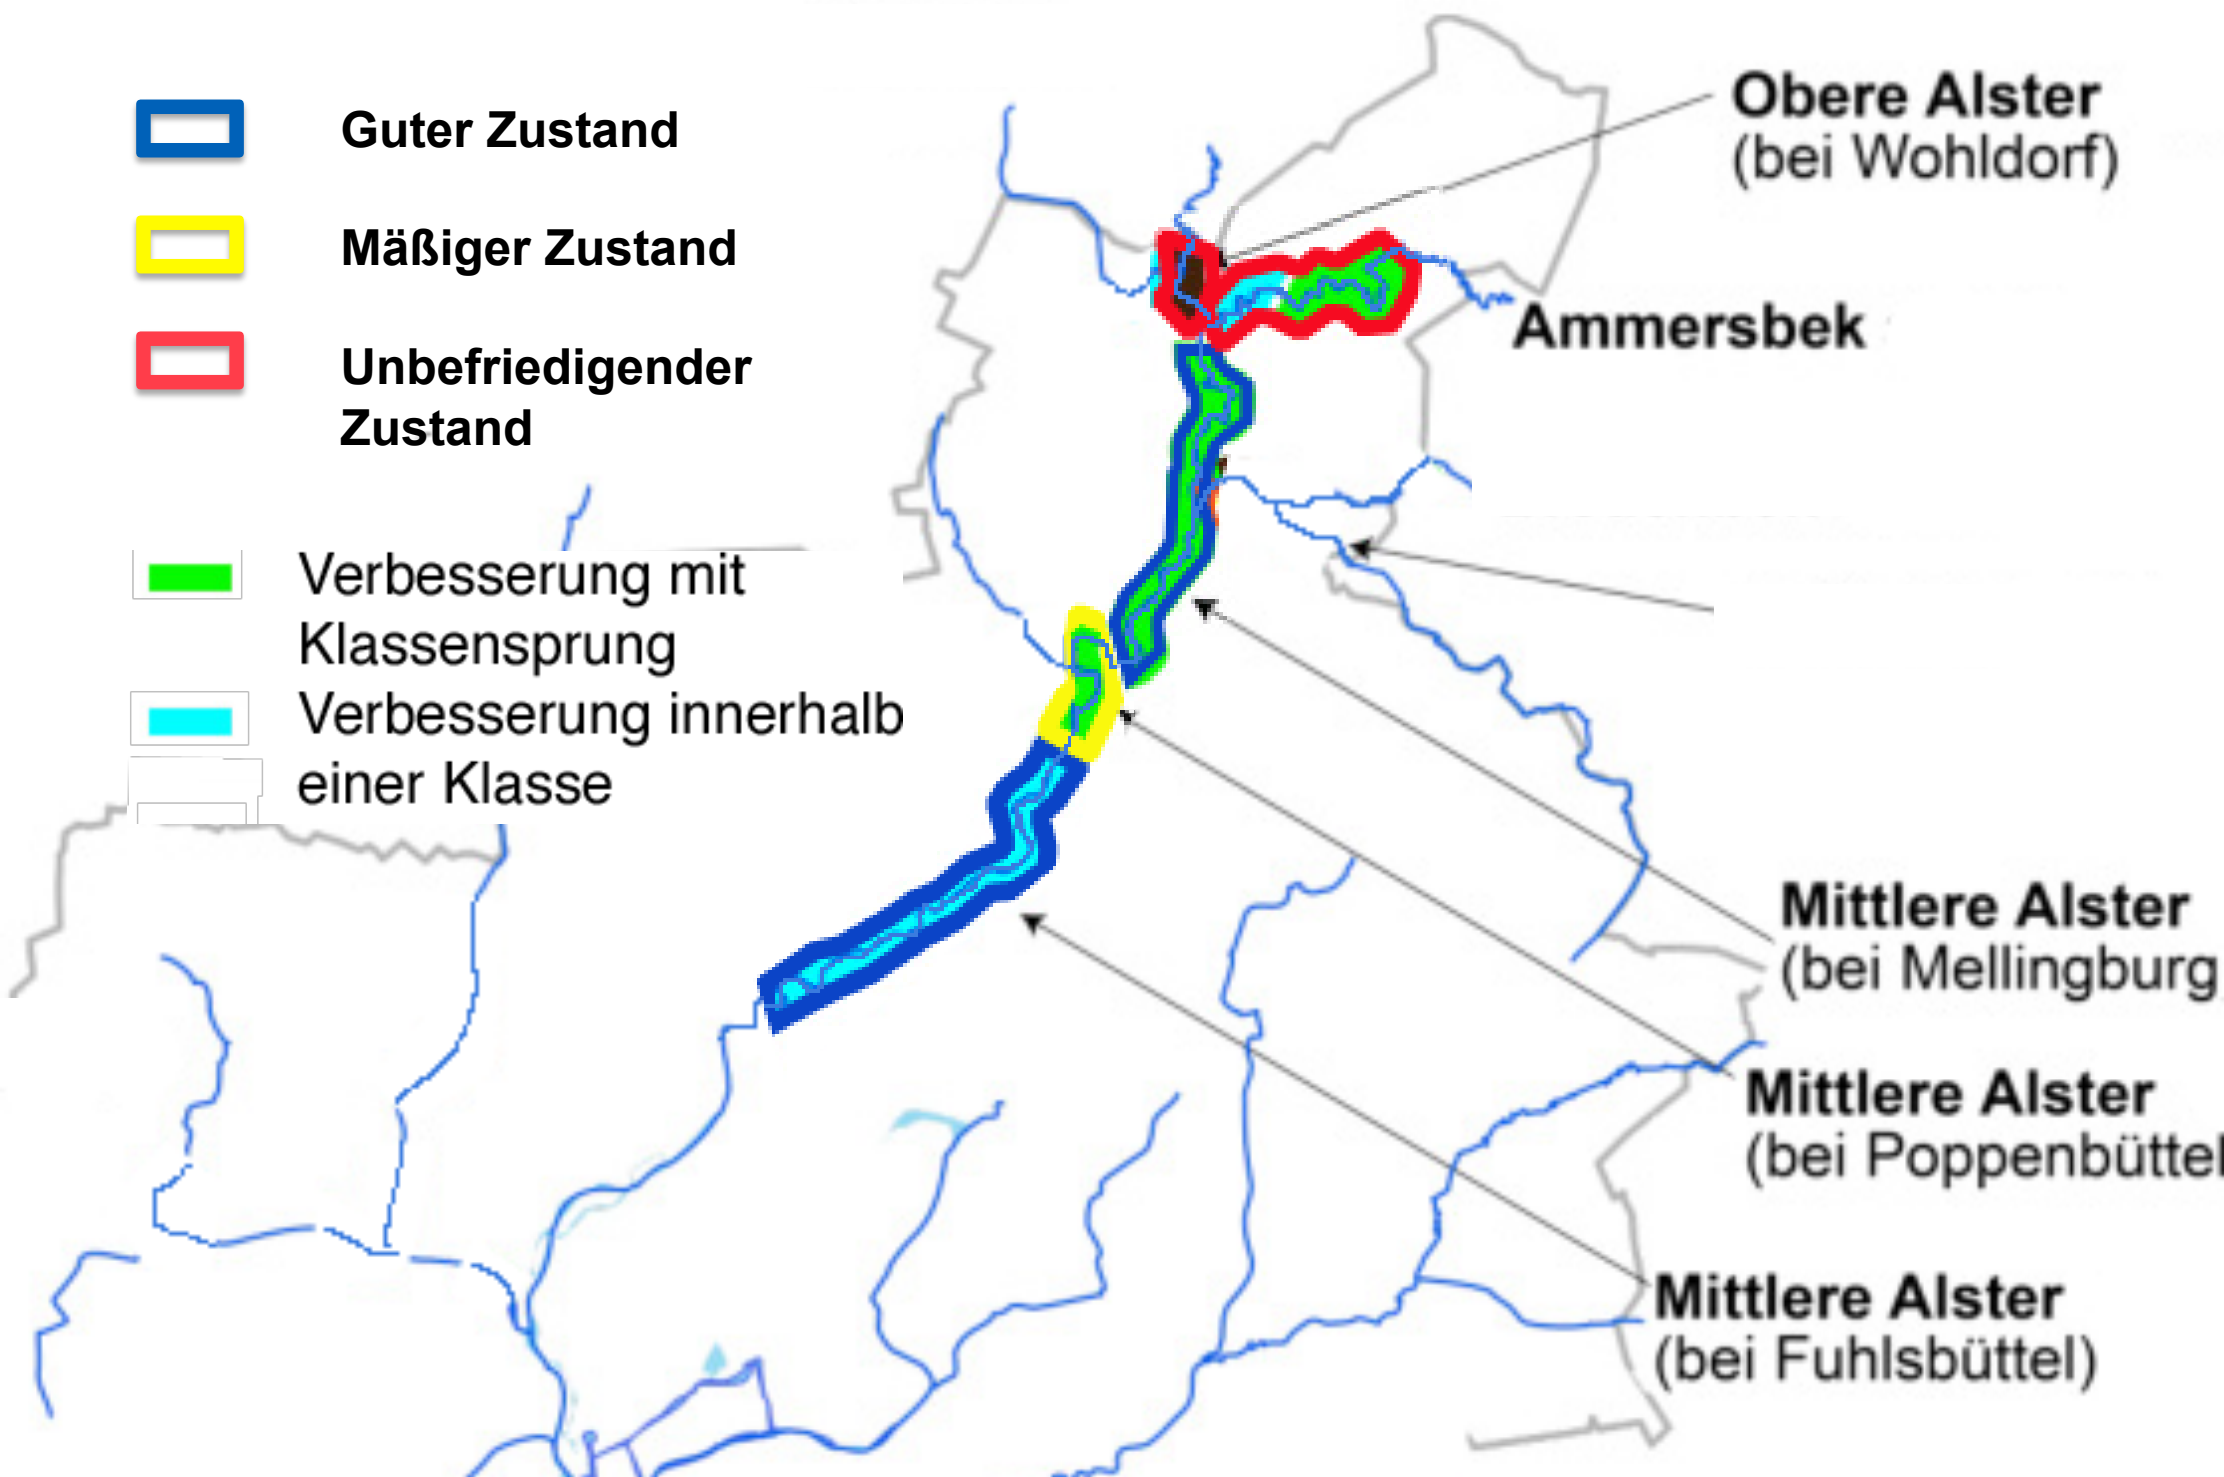 Guter Zustand
Mäßiger Zustand
Unbefriedigender
Zustand
Verbesserung mit
Klassensprung
Verbesserung innerhalb
einer Klasse
Obere Alster
(bei Wohldorf)
Ammersbek
Mittlere Alster
(bei Mellingburg
Mittlere Alster
(bei Poppenbüttel
Mittlere Alster
(bei Fuhlsbüttel)